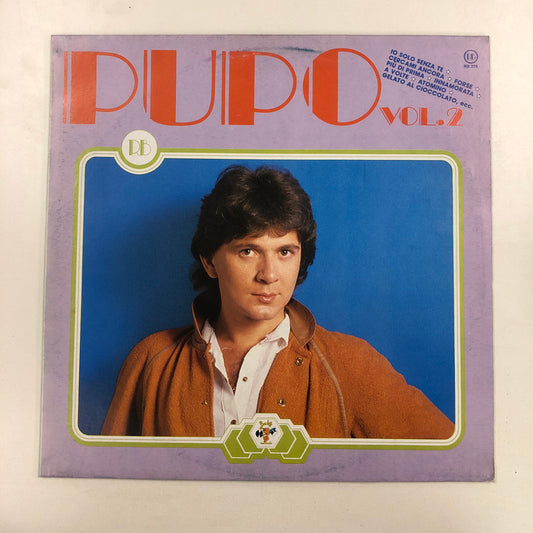 PUPO
VOL.2
IO SOLO SENZA TE
CERCAMI ANCORA ○ FORSE ○
PIÙ DI PRIMA ○ INNAMORATA
A VOLTE ○ ATOMINO ○
GELATO AL CIOCCOLATO, ecc.
RB